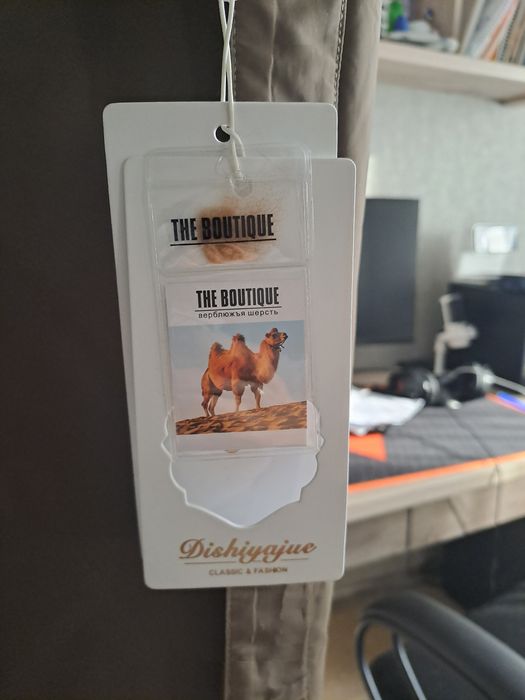 THE BOUTIQUE
THE BOUTIQUE
верблюжья шерсть
Dishiyajue
CLASSIC & FASHION